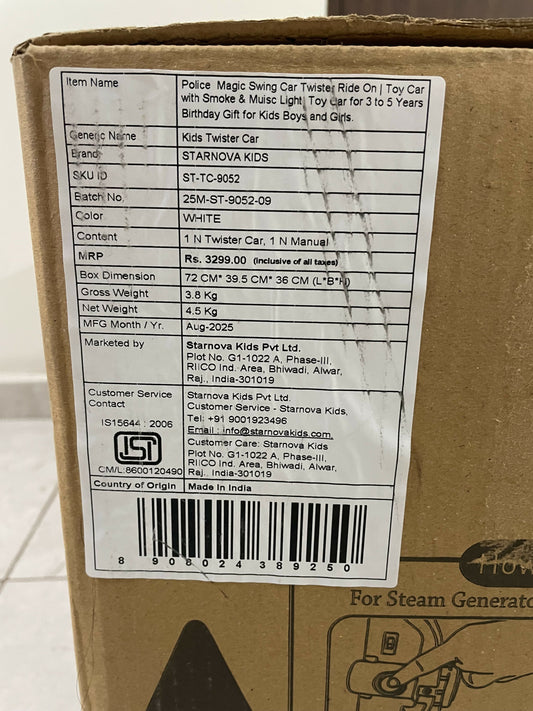 Item Name
Police Magic Swing Car Twister Ride On | Toy Car
with Smoke & Muisc Light| Toy Car for 3 to 5 Years
Birthday Gift for Kids Boys and Girls.
Generic Name Kids Twister Car
Brand STARNOVA KIDS
SKU ID ST-TC-9052
Batch No. 25M-ST-9052-09
Color WHITE
Content 1 N Twister Car, 1 N Manual
MRP Rs. 3299.00 (inclusive of all taxes)
Box Dimension 72 CM* 39.5 CM* 36 CM (L*B*H)
Gross Weight 3.8 Kg
Net Weight 4.5 Kg
MFG Month / Yr. Aug-2025
Marketed by Starnova Kids Pvt Ltd.
Plot No. G1-1022 A, Phase-III,
RIICO Ind. Area, Bhiwadi, Alwar,
Raj., India-301019
Customer Service
Contact
IS15644 : 2006
ISI
CM/L:8600120490
Starnova Kids Pvt Ltd.
Customer Service - Starnova Kids,
Tel: +91 9001923496
Email : info@starnovakids.com,
Customer Care: Starnova Kids
Plot No. G1-1022 A, Phase-III,
RIICO Ind. Area, Bhiwadi, Alwar,
Raj., India-301019
Country of Origin Made in India
8 908024 389250
How
For Steam Generato